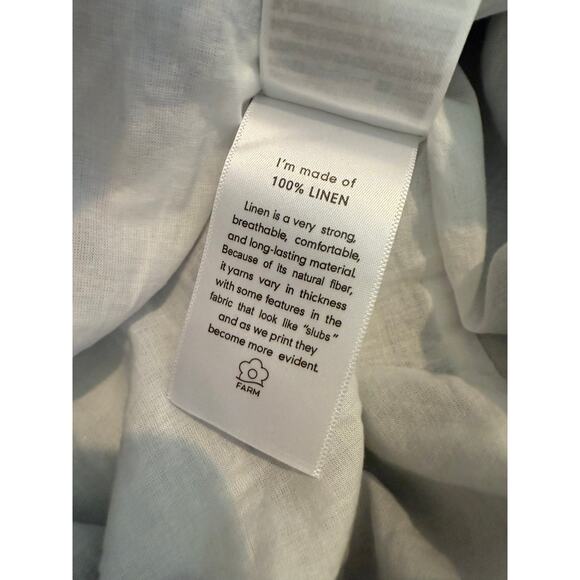 I'm made of
100% LINEN
Linen is a very strong,
breathable, comfortable,
and long-lasting material.
Because of its natural fiber,
it yarns vary in thickness
with some features in the
fabric that look like "slubs"
and as we print they
become more evident.
FARM